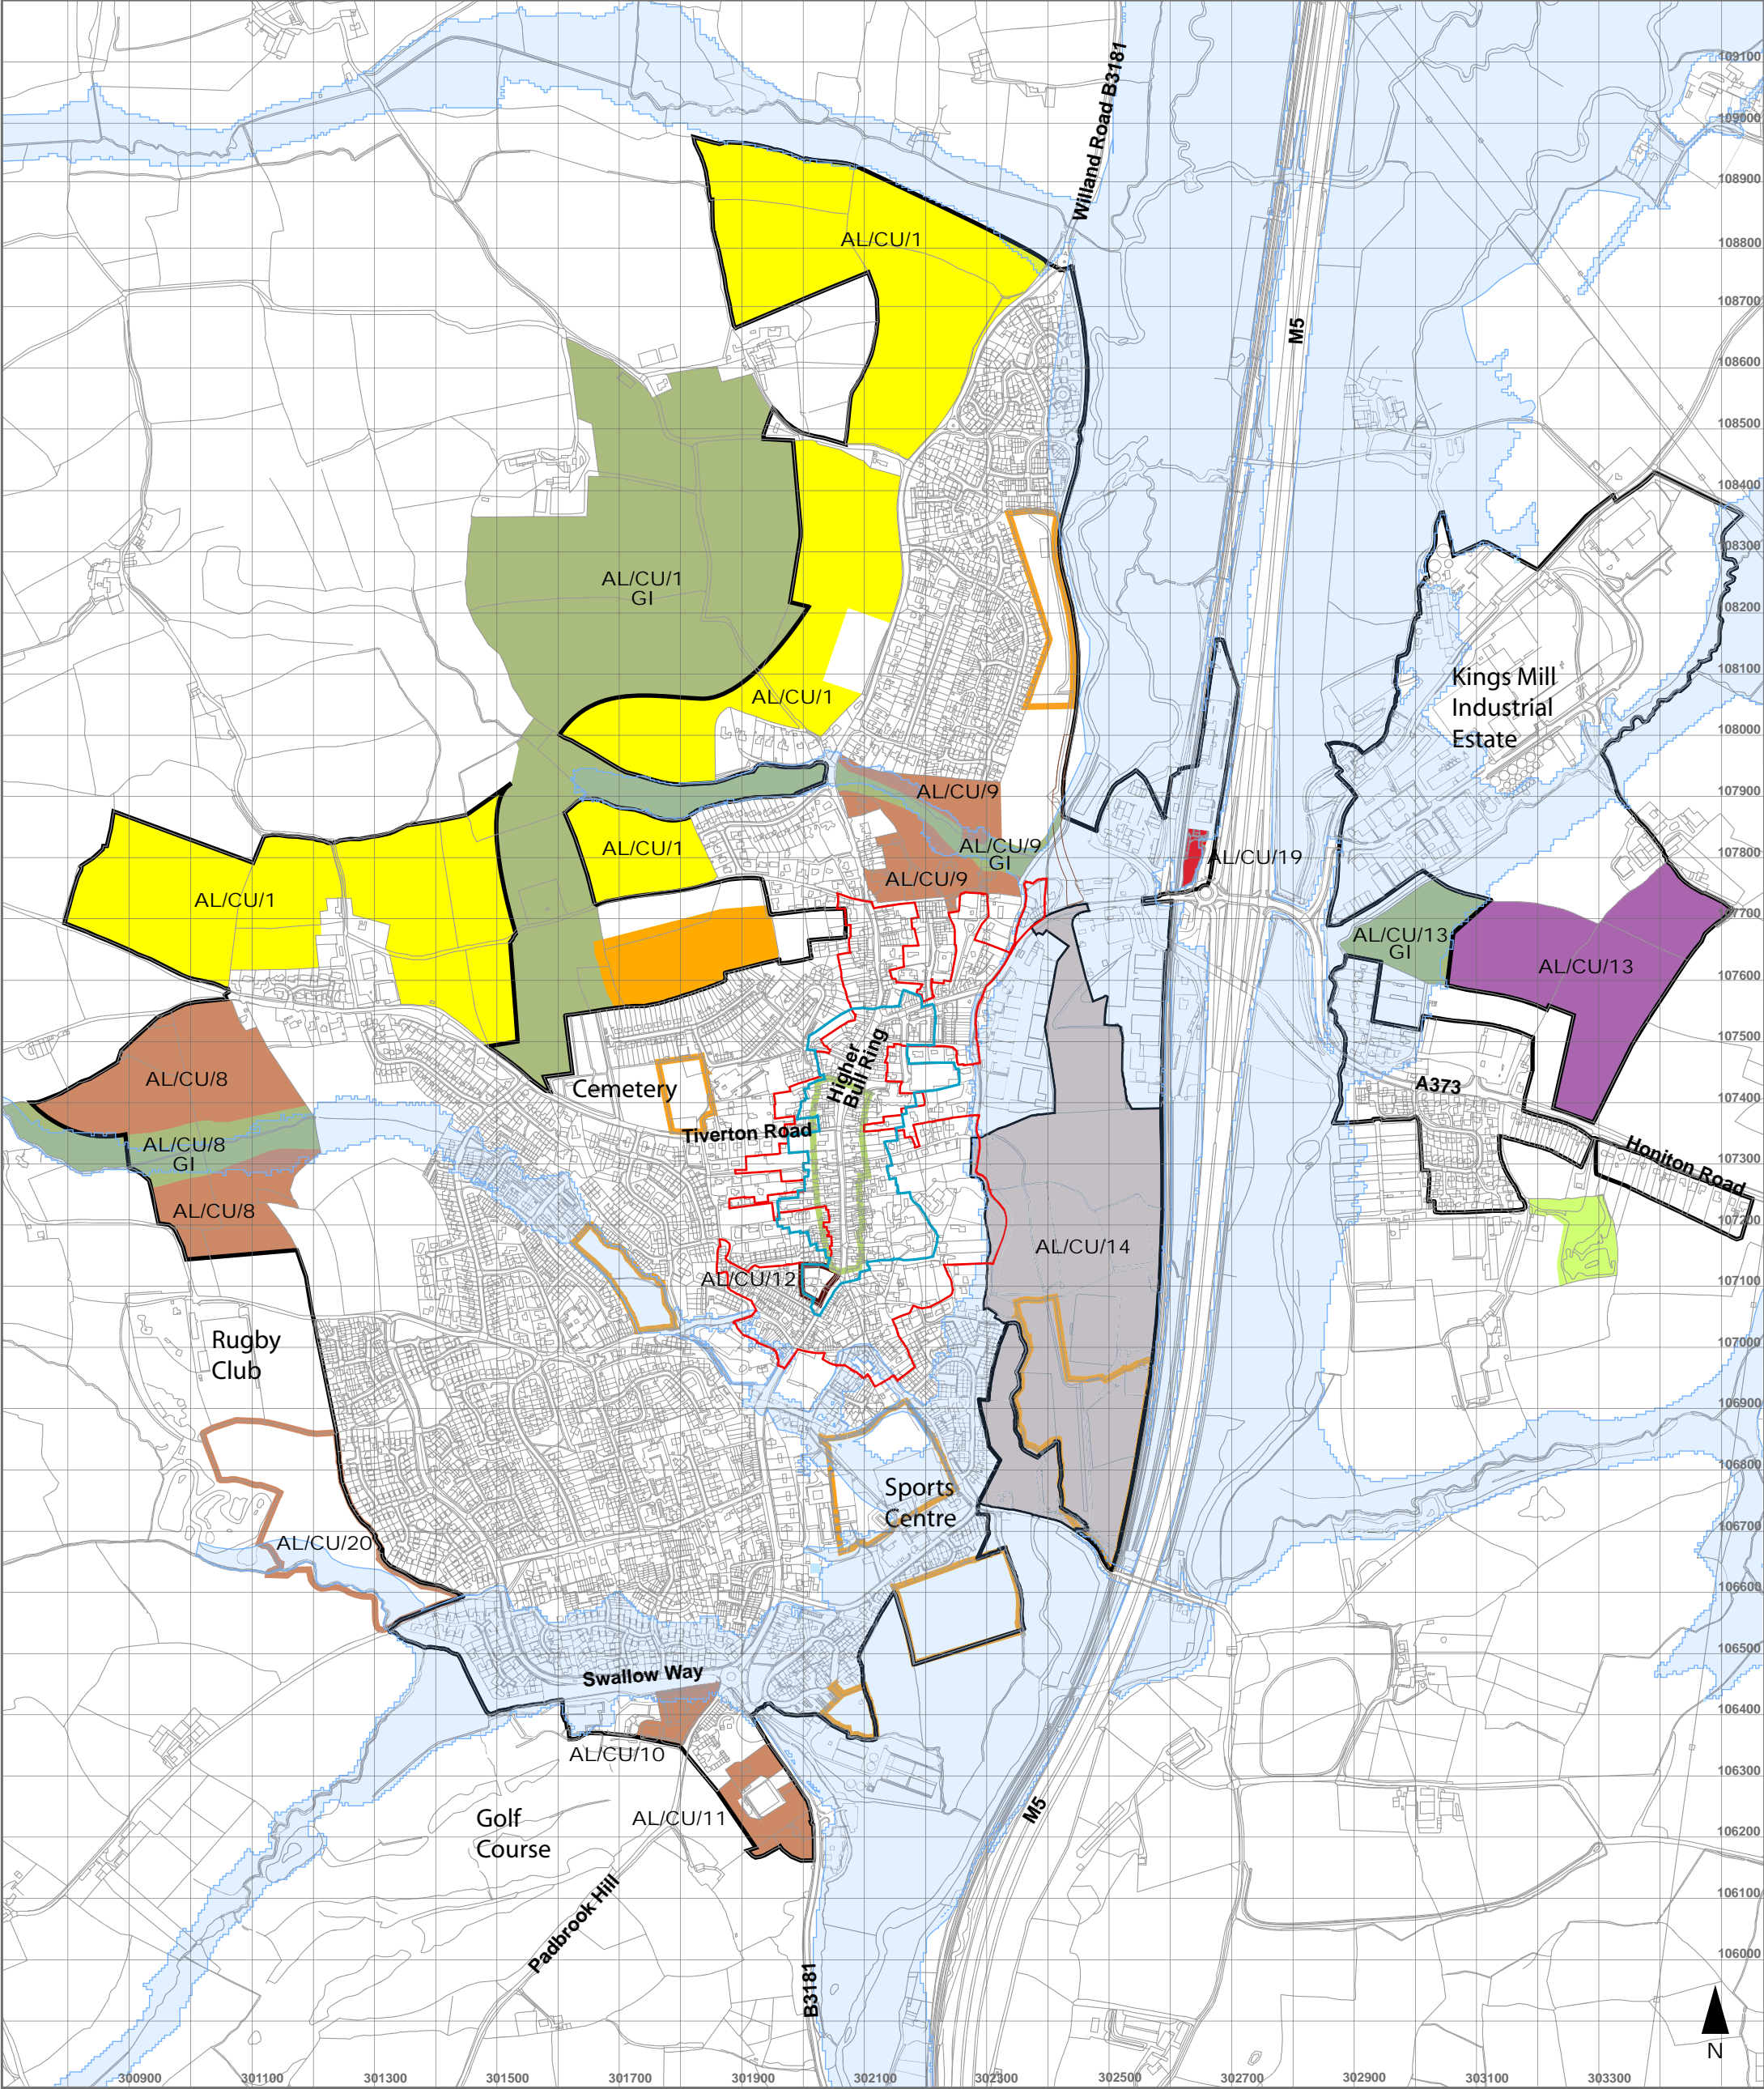 109100
109000
Willand Road B3181
108900
AL/CU/1
108800
108700
M5
108600
108500
108400
108300
AL/CU/1
GI
108200
108100
Kings Mill
Industrial
Estate
AL/CU/1
108000
107900
AL/CU/9
AL/CU/1
AL/CU/9
GI
AL/CU/19
107800
AL/CU/9
AL/CU/1
107700
AL/CU/13
GI
AL/CU/13
107600
107500
Higher
Bull Ring
AL/CU/8
Cemetery
A373
107400
Tiverton Road
AL/CU/8
GI
Honiton Road
107300
AL/CU/8
107200
AL/CU/14
AL/CU/12
107100
Rugby
Club
107000
106900
106800
Sports
Centre
106700
AL/CU/20
106600
106500
Swallow Way
106400
AL/CU/10
106300
M5
Golf
Course
AL/CU/11
106200
106100
Padbrook Hill
106000
B3181
N
300900 301100 301300 301500 301700 301900 302100 302300 302500 302700 302900 303100 303300